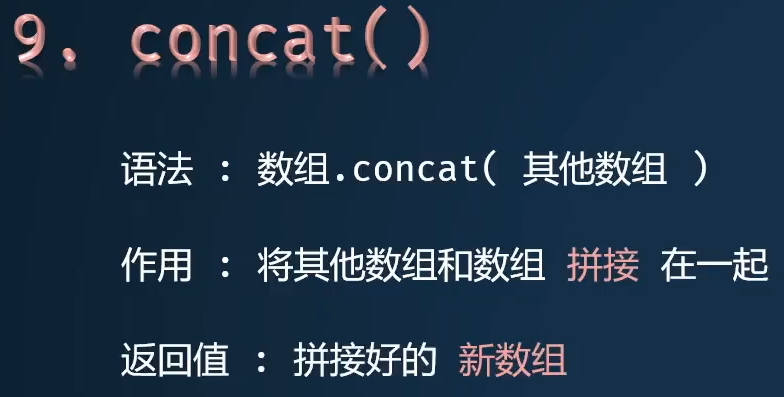 9. concat()
语法 : 数组.concat( 其他数组 )
作用 : 将其他数组和数组 拼接 在一起
返回值 : 拼接好的 新数组